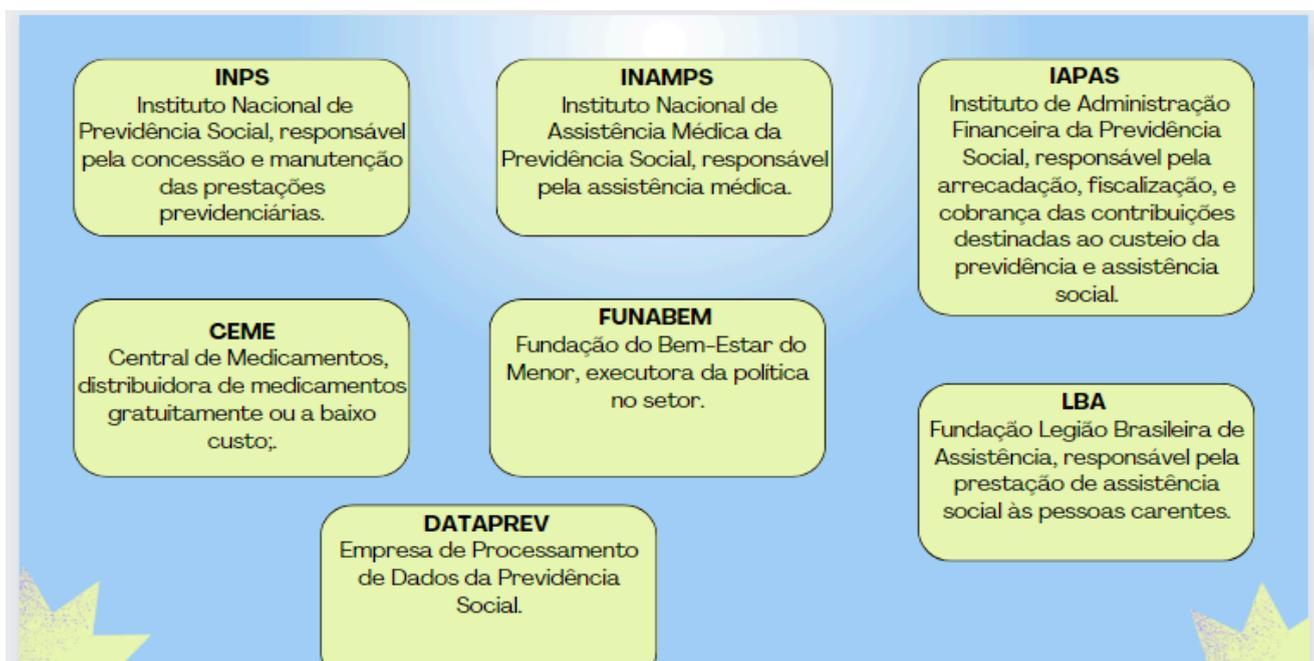 INPS
Instituto Nacional de
Previdência Social, responsável
pela concessão e manutenção
das prestações
previdenciárias.
INAMPS
Instituto Nacional de
Assistência Médica da
Previdência Social, responsável
pela assistência médica.
IAPAS
Instituto de Administração
Financeira da Previdência
Social, responsável pela
arrecadação, fiscalização, e
cobrança das contribuições
destinadas ao custeio da
previdência e assistência
social.
CEME
Central de Medicamentos,
distribuidora de medicamentos
gratuitamente ou a baixo
custo;.
FUNABEM
Fundação do Bem-Estar do
Menor, executora da política
no setor.
LBA
Fundação Legião Brasileira de
Assistência, responsável pela
prestação de assistência
social às pessoas carentes.
DATAPREV
Empresa de Processamento
de Dados da Previdência
Social.